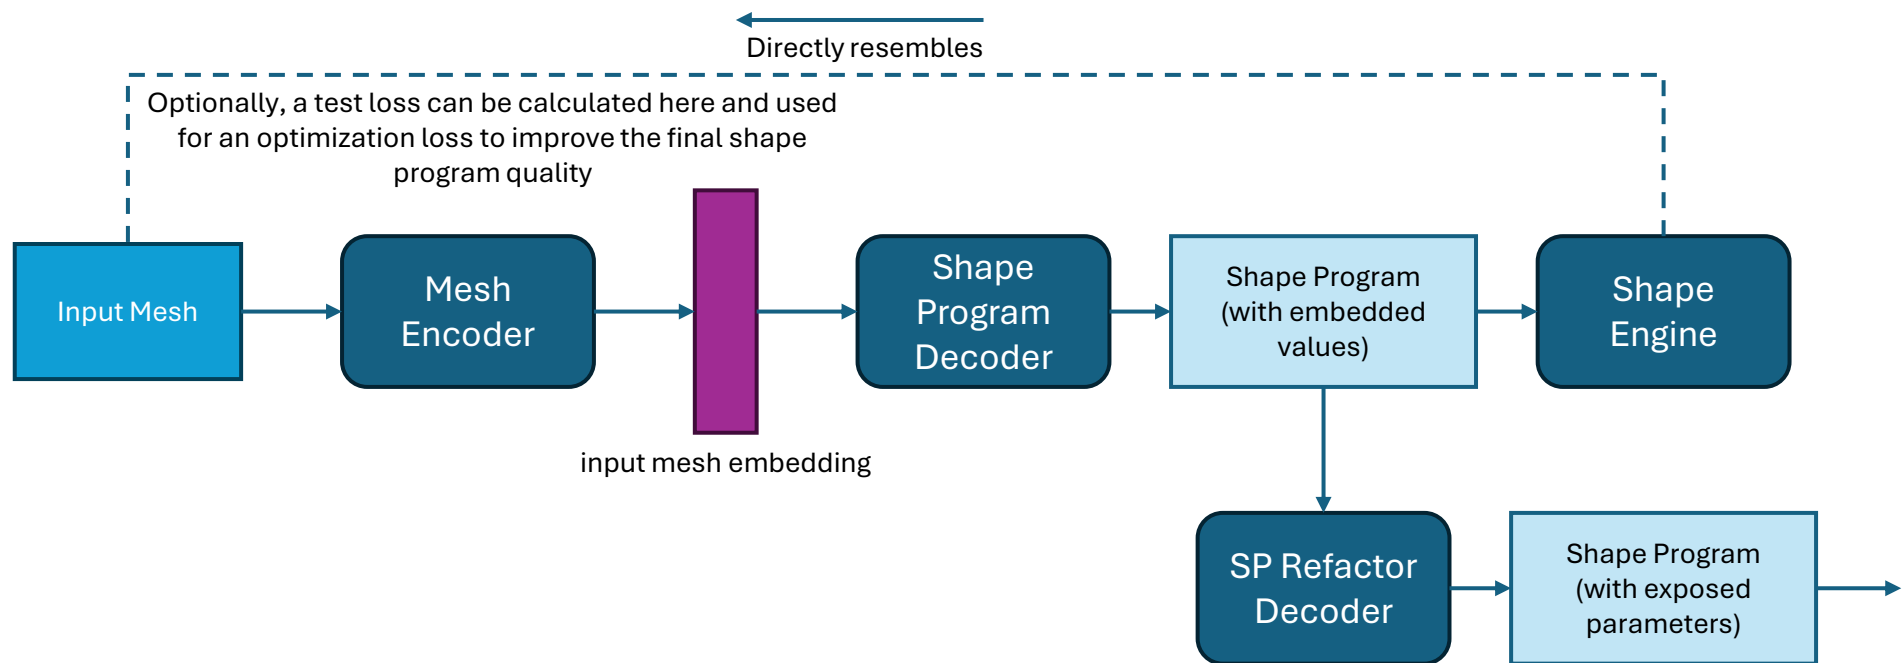 Directly resembles
Optionally, a test loss can be calculated here and used
for an optimization loss to improve the final shape
program quality
Input Mesh
Mesh
Encoder
input mesh embedding
Shape
Program
Decoder
Shape Program
(with embedded
values)
Shape
Engine
SP Refactor
Decoder
Shape Program
(with exposed
parameters)